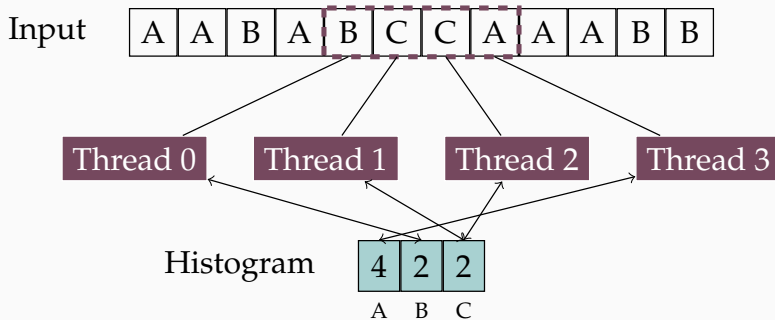 Input A A B A B C C A A A B B
Thread 0 Thread 1 Thread 2 Thread 3
Histogram 4 2 2
A B C